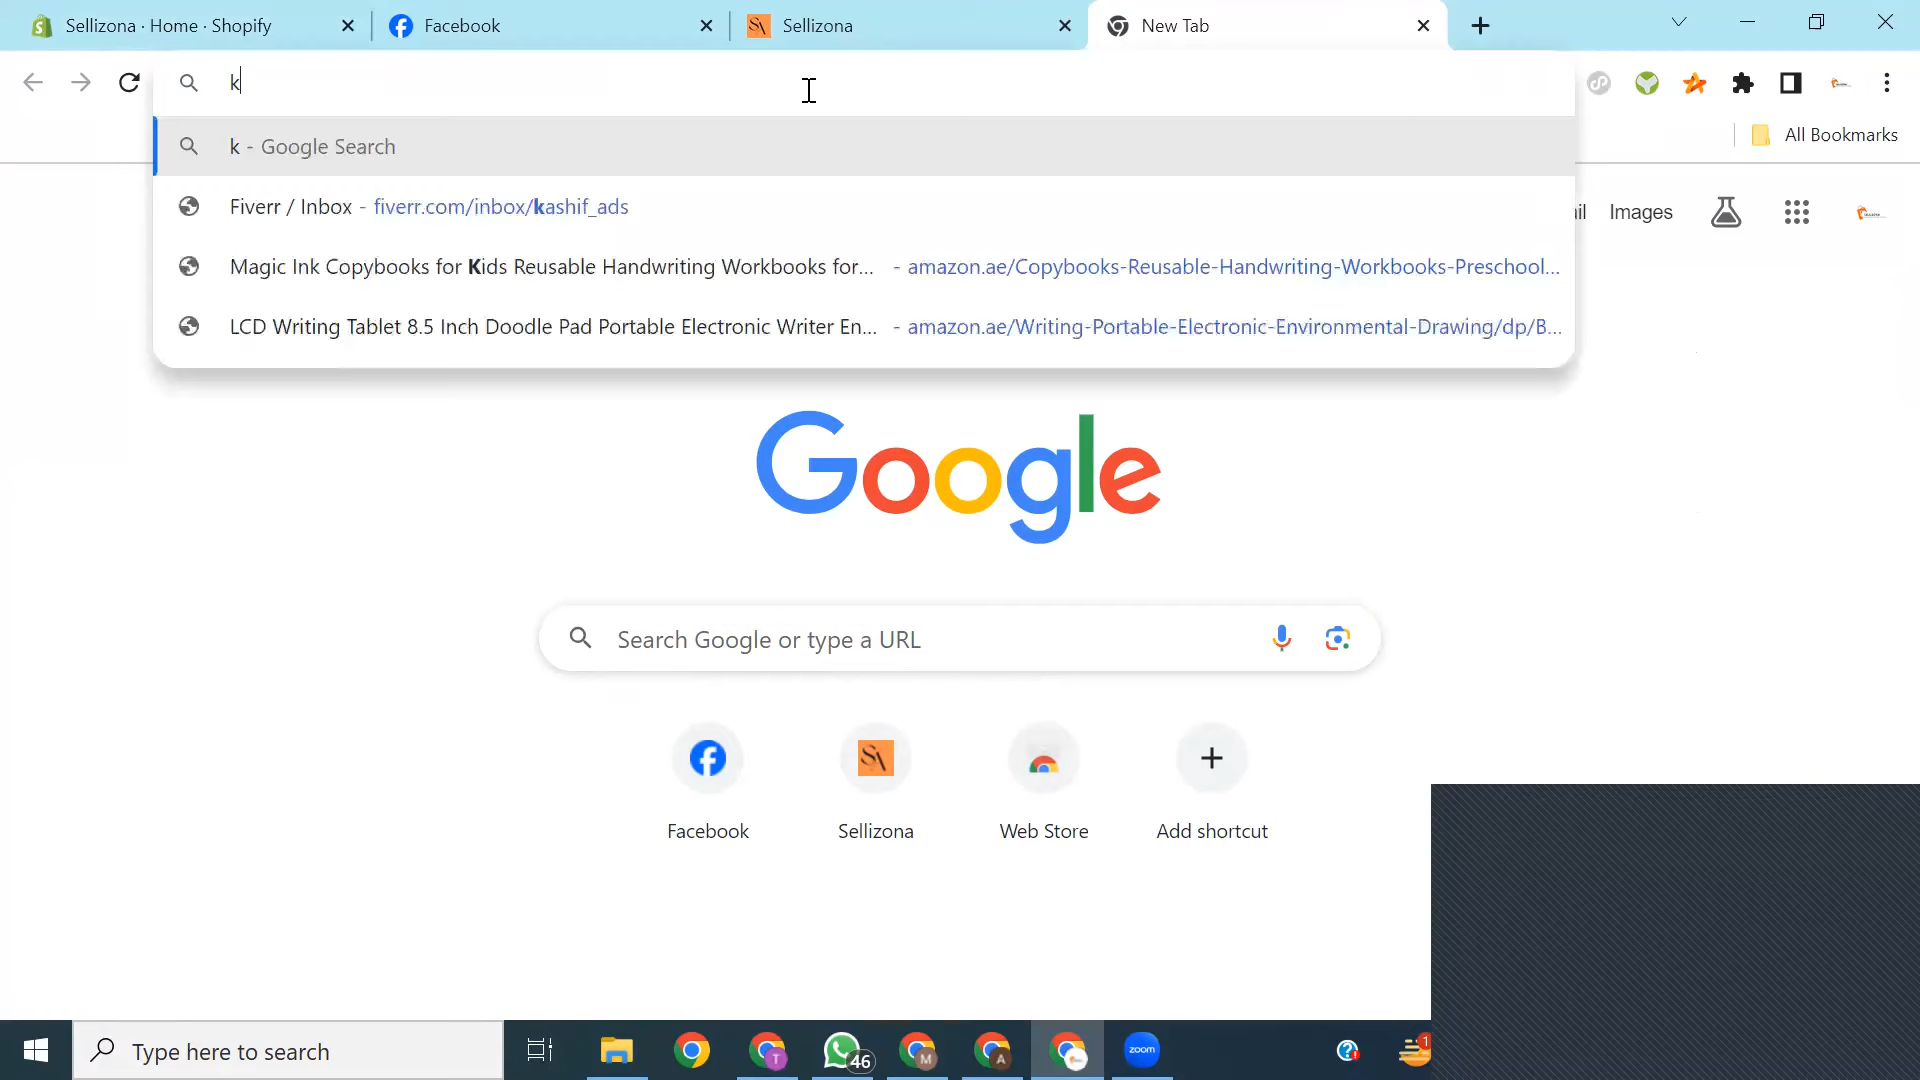 Sellizona · Home · Shopify
Facebook
Sellizona
New Tab
k
k - Google Search
All Bookmarks
Fiverr / Inbox - fiverr.com/inbox/kashif_ads
il Images
Magic Ink Copybooks for Kids Reusable Handwriting Workbooks for... - amazon.ae/Copybooks-Reusable-Handwriting-Workbooks-Preschool...
LCD Writing Tablet 8.5 Inch Doodle Pad Portable Electronic Writer En... - amazon.ae/Writing-Portable-Electronic-Environmental-Drawing/dp/B...
Google
Search Google or type a URL
Facebook
Sellizona
Web Store
Add shortcut
Type here to search
T
46
M
A
zoom
1